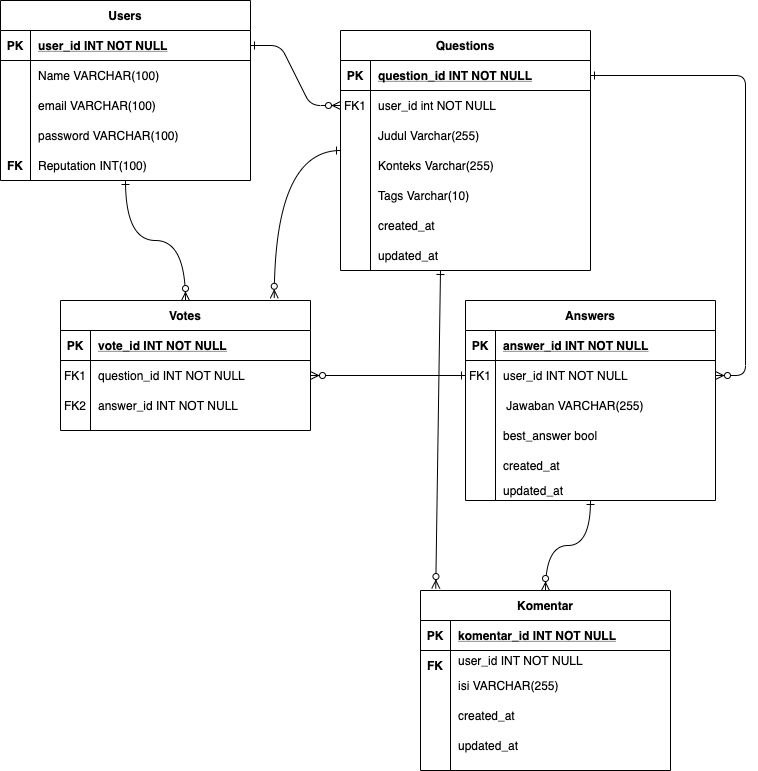 Users
PK user_id INT NOT NULL
Name VARCHAR(100)
email VARCHAR(100)
password VARCHAR(100)
FK Reputation INT(100)
Questions
PK question_id INT NOT NULL
FK1 user_id int NOT NULL
Judul Varchar(255)
Konteks Varchar(255)
Tags Varchar(10)
created_at
updated_at
Votes
PK vote_id INT NOT NULL
FK1 question_id INT NOT NULL
FK2 answer_id INT NOT NULL
Answers
PK answer_id INT NOT NULL
FK1 user_id INT NOT NULL
Jawaban VARCHAR(255)
best_answer bool
created_at
updated_at
Komentar
PK komentar_id INT NOT NULL
FK user_id INT NOT NULL
isi VARCHAR(255)
created_at
updated_at